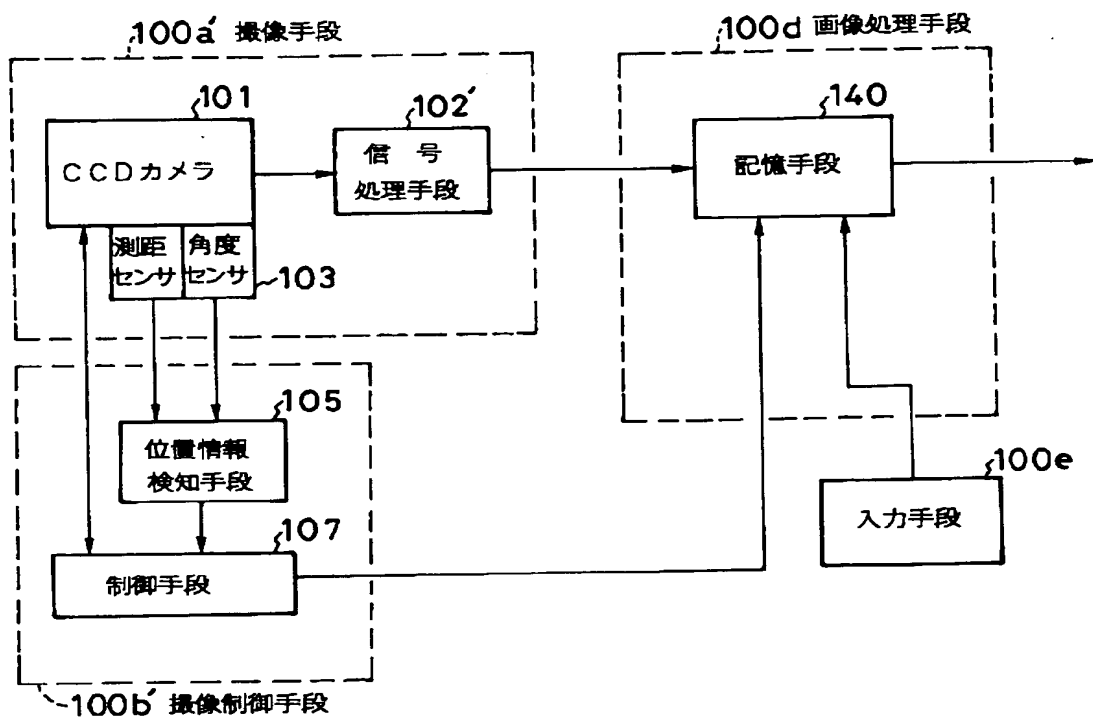 100a′ 撮像手段
100d 画像処理手段
101
102′
140
CCDカメラ
信 号
処理手段
記憶手段
測距
センサ
角度
センサ
103
105
位置情報
検知手段
100e
入力手段
107
制御手段
100b′ 撮像制御手段